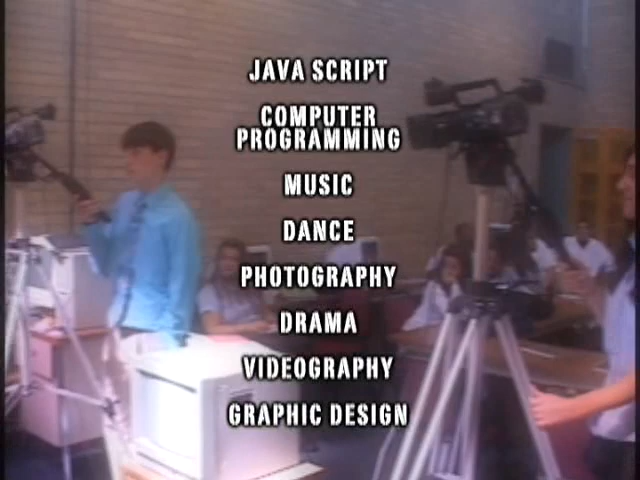 JAVA SCRIPT
COMPUTER
PROGRAMMING
MUSIC
DANCE
PHOTOGRAPHY
DRAMA
VIDEOGRAPHY
GRAPHIC DESIGN